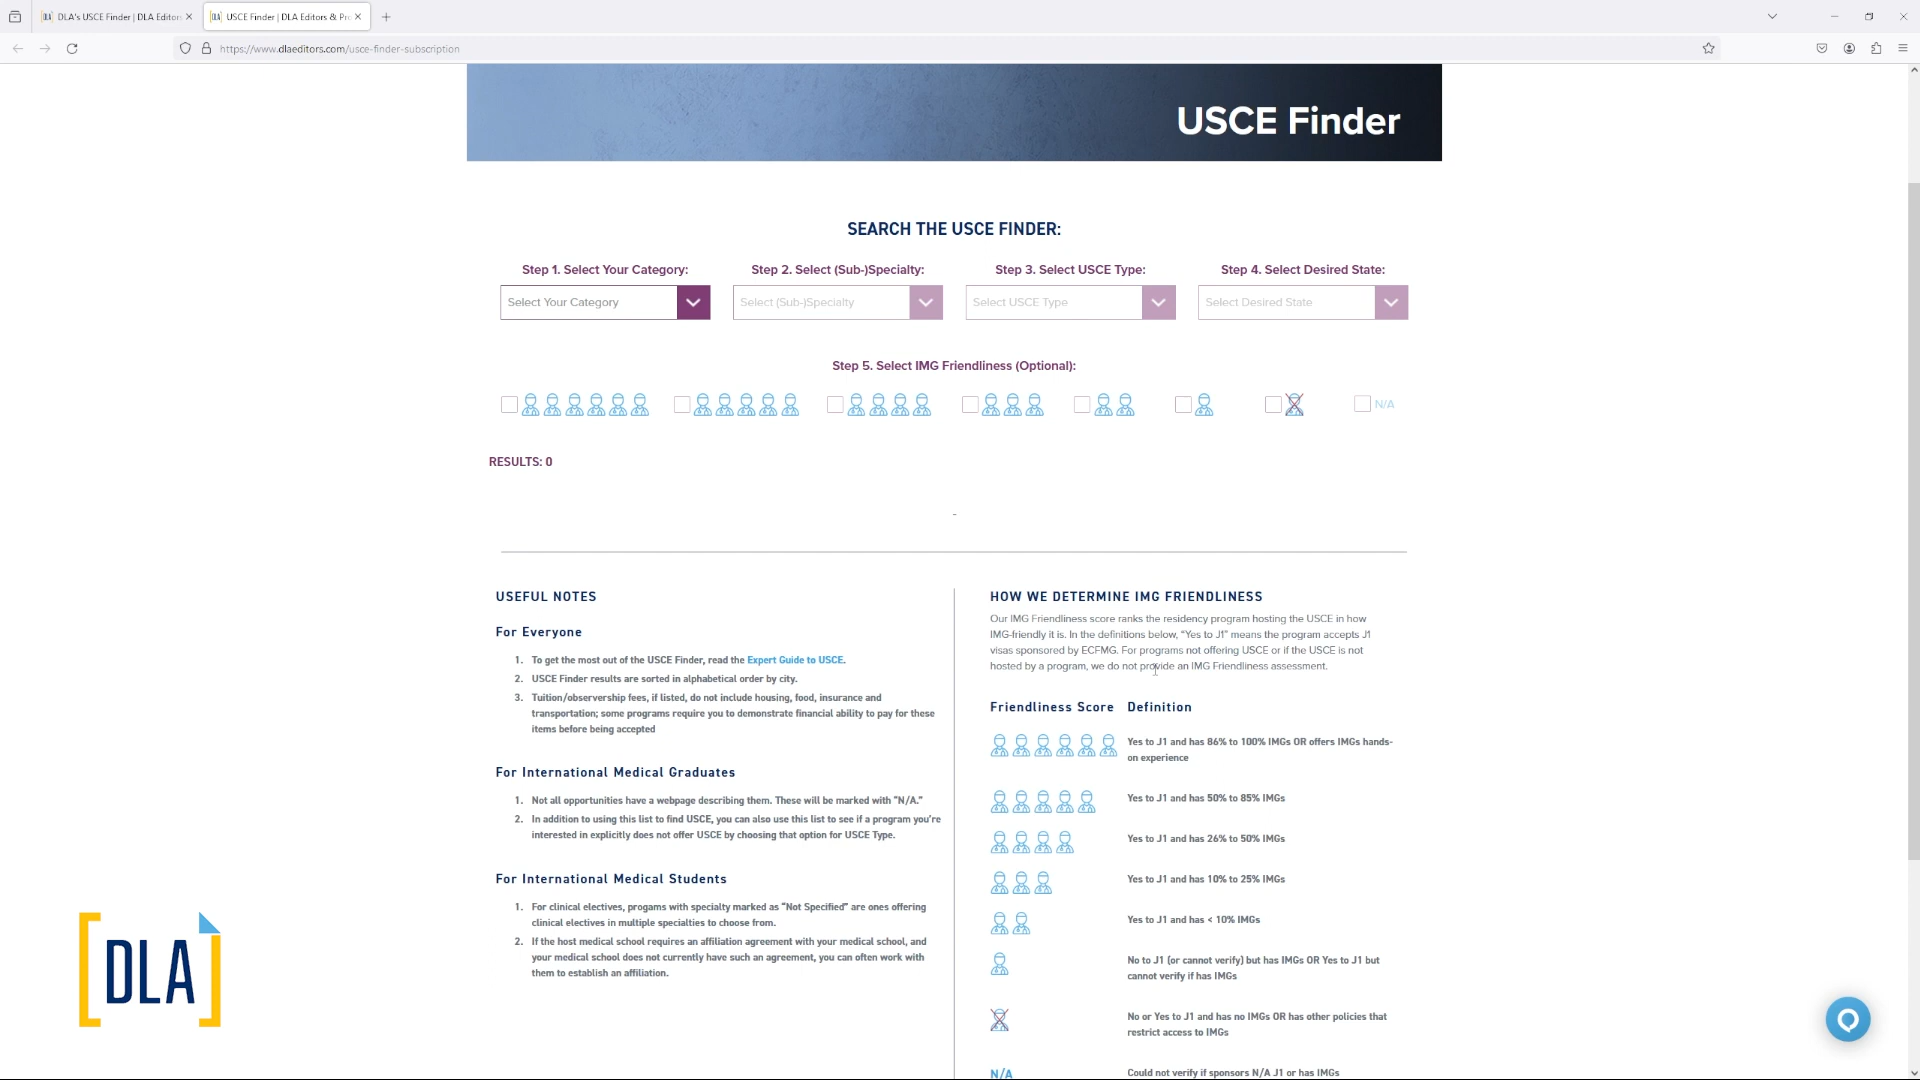 DLA's USCE Finder | DLA Editor
USCE Finder | DLA Editors & Pr
https://www.dlaeditors.com/usce-finder-subscription
USCE Finder
SEARCH THE USCE FINDER:
Step 1. Select Your Category:
Step 2. Select (Sub-)Specialty:
Step 3. Select USCE Type:
Step 4. Select Desired State:
Select Your Category
Select (Sub-)Specialty
Select USCE Type
Select Desired State
Step 5. Select IMG Friendliness (Optional):
N/A
RESULTS: 0
-
USEFUL NOTES
For Everyone
1. To get the most out of the USCE Finder, read the Expert Guide to USCE.
2. USCE Finder results are sorted in alphabetical order by city.
3. Tuition/observership fees, if listed, do not include housing, food, insurance and
transportation; some programs require you to demonstrate financial ability to pay for these
items before being accepted
For International Medical Graduates
1. Not all opportunities have a webpage describing them. These will be marked with "N/A."
2. In addition to using this list to find USCE, you can also use this list to see if a program you're
interested in explicitly does not offer USCE by choosing that option for USCE Type.
For International Medical Students
1. For clinical electives, progams with specialty marked as "Not Specified" are ones offering
clinical electives in multiple specialties to choose from.
2. If the host medical school requires an affiliation agreement with your medical school, and
your medical school does not currently have such an agreement, you can often work with
them to establish an affiliation.
HOW WE DETERMINE IMG FRIENDLINESS
Our IMG Friendliness score ranks the residency program hosting the USCE in how
IMG-friendly it is. In the definitions below, "Yes to J1" means the program accepts J1
visas sponsored by ECFMG. For programs not offering USCE or if the USCE is not
hosted by a program, we do not provide an IMG Friendliness assessment.
Friendliness Score Definition
Yes to J1 and has 86% to 100% IMGs OR offers IMGs hands-
on experience
Yes to J1 and has 50% to 85% IMGs
Yes to J1 and has 26% to 50% IMGs
Yes to J1 and has 10% to 25% IMGs
Yes to J1 and has < 10% IMGs
No to J1 (or cannot verify) but has IMGs OR Yes to J1 but
cannot verify if has IMGs
No or Yes to J1 and has no IMGs OR has other policies that
restrict access to IMGs
N/A Could not verify if sponsors N/A J1 or has IMGs
DLA